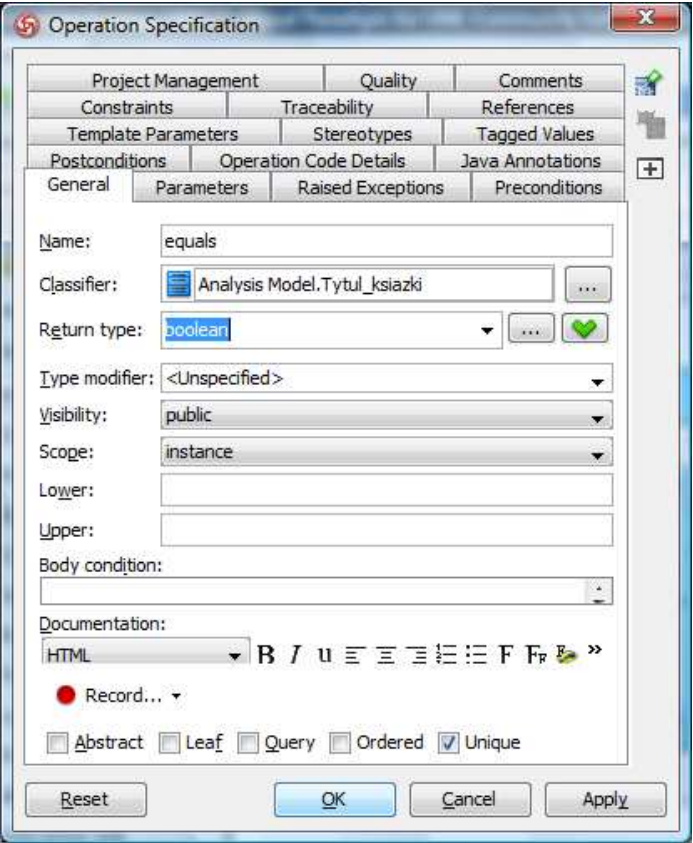 Operation Specification
Project Management Quality Comments
Constraints Traceability References
Template Parameters Stereotypes Tagged Values
Postconditions Operation Code Details Java Annotations
General Parameters Raised Exceptions Preconditions
Name: equals
Classifier: Analysis Model.Tytul_ksiazki ...
Return type: boolean ...
Type modifier: <Unspecified>
Visibility: public
Scope: instance
Lower:
Upper:
Body condition:
Documentation:
HTML B I u F FF »
Record...
Abstract Leaf Query Ordered Unique
Reset OK Cancel Apply